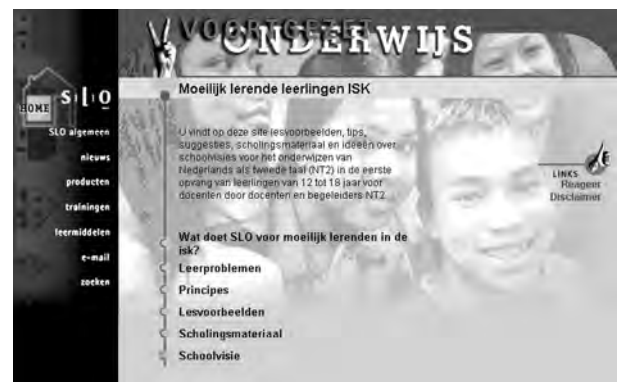 VOORTGEZET
ONDERWIJS
HOME
s|l|o
SLO algemeen
nieuws
producten
trainingen
leermiddelen
e-mail
zoeken
Moeilijk lerende leerlingen ISK
U vindt op deze site lesvoorbeelden, tips,
suggesties, scholingsmateriaal en ideeën over
schoolvisies voor het onderwijzen van
Nederlands als tweede taal (NT2) in de eerste
opvang van leerlingen van 12 tot 18 jaar voor
docenten door docenten en begeleiders NT2.
Wat doet SLO voor moeilijk lerenden in de
isk?
Leerproblemen
Principes
Lesvoorbeelden
Scholingsmateriaal
Schoolvisie
LINKS
Reageer
Disclaimer